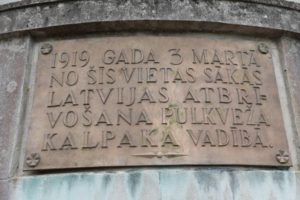 1919. GADA 3 MARTĀ
NO ŠĪS VIETAS SĀKĀS
LATVIJAS ATBRĪ-
VOŠANA PULKVEŽA
KALPAKA VADĪBĀ.